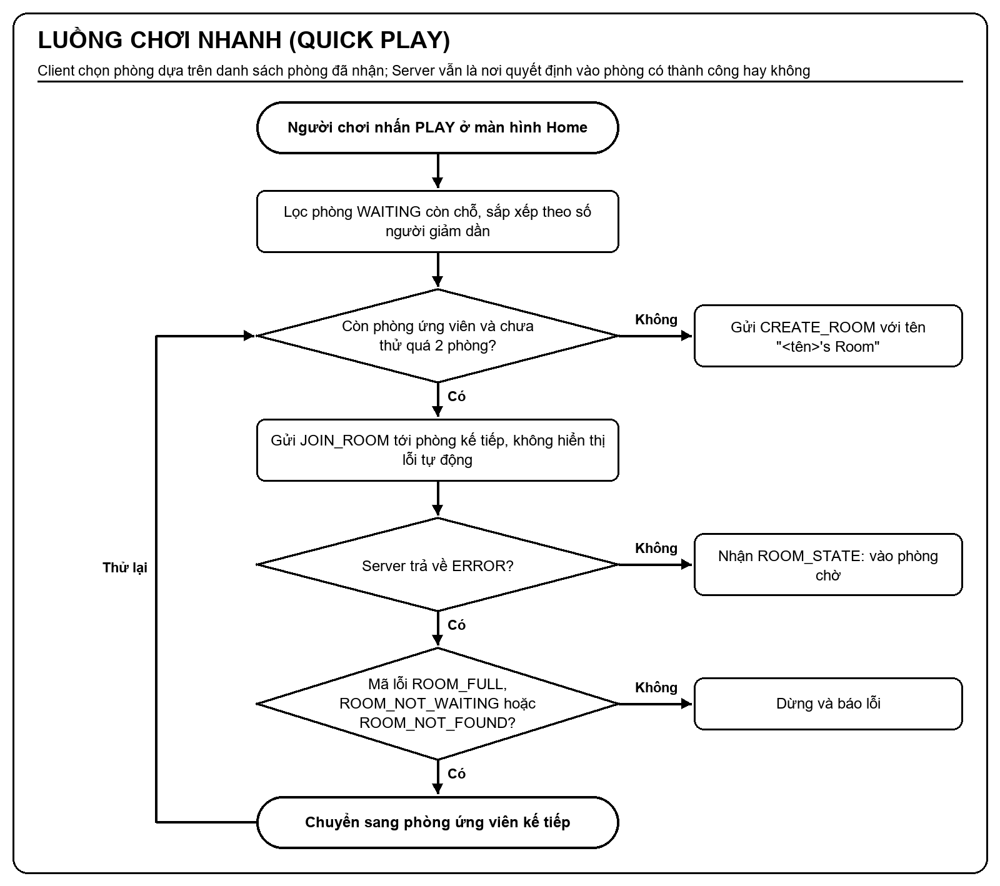 LUỒNG CHƠI NHANH (QUICK PLAY)
Client chọn phòng dựa trên danh sách phòng đã nhận; Server vẫn là nơi quyết định vào phòng có thành công hay không
Người chơi nhấn PLAY ở màn hình Home
Lọc phòng WAITING còn chỗ, sắp xếp theo số
người giảm dần
Còn phòng ứng viên và chưa
thử quá 2 phòng?
Không
Gửi CREATE_ROOM với tên
"<tên>'s Room"
Có
Gửi JOIN_ROOM tới phòng kế tiếp, không hiển thị
lỗi tự động
Server trả về ERROR?
Không
Nhận ROOM_STATE: vào phòng
chờ
Thử lại
Có
Mã lỗi ROOM_FULL,
ROOM_NOT_WAITING hoặc
ROOM_NOT_FOUND?
Không
Dừng và báo lỗi
Có
Chuyển sang phòng ứng viên kế tiếp